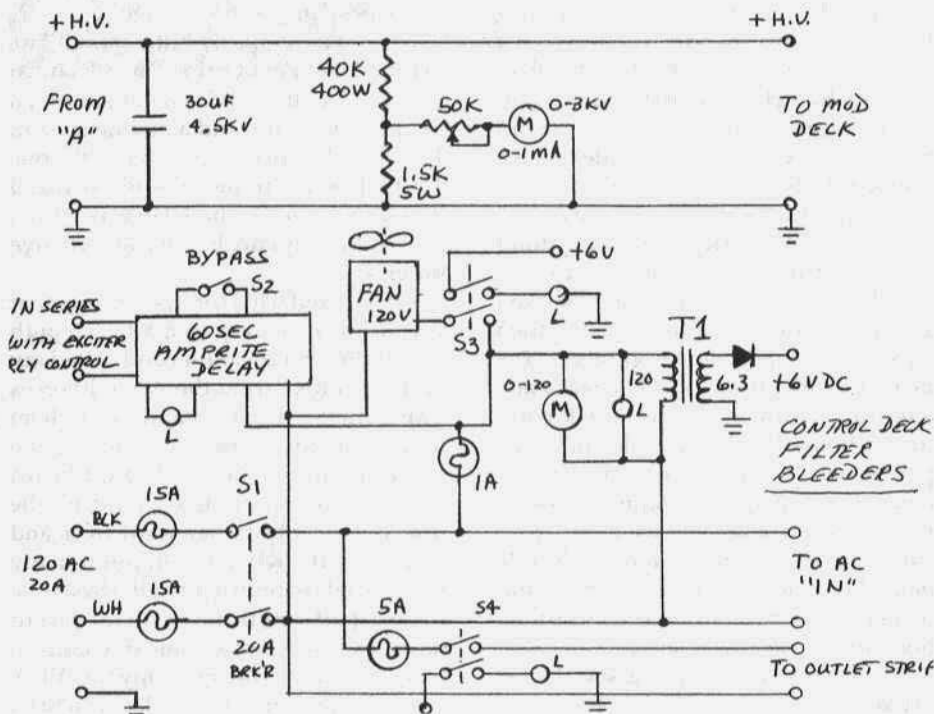 + H.V.
+ H.V.
FROM
"A"
30UF
4.5KV
40K
400W
50K
0-3KV
M
0-1mA
TO MOD
DECK
1.5K
5W
BYPASS
S2
IN SERIES
WITH EXCITER
RLY CONTROL
60SEC
AMPRITE
DELAY
L
FAN
120V
+6V
L
S3
T1
0-120
M
120
L
6.3
+6VDC
CONTROL DECK
FILTER
BLEEDERS
1A
BLK
15A
S1
120 AC
20A
TO AC
"IN"
WH
15A
20A
BRK'R
5A
S4
L
TO OUTLET STRIP